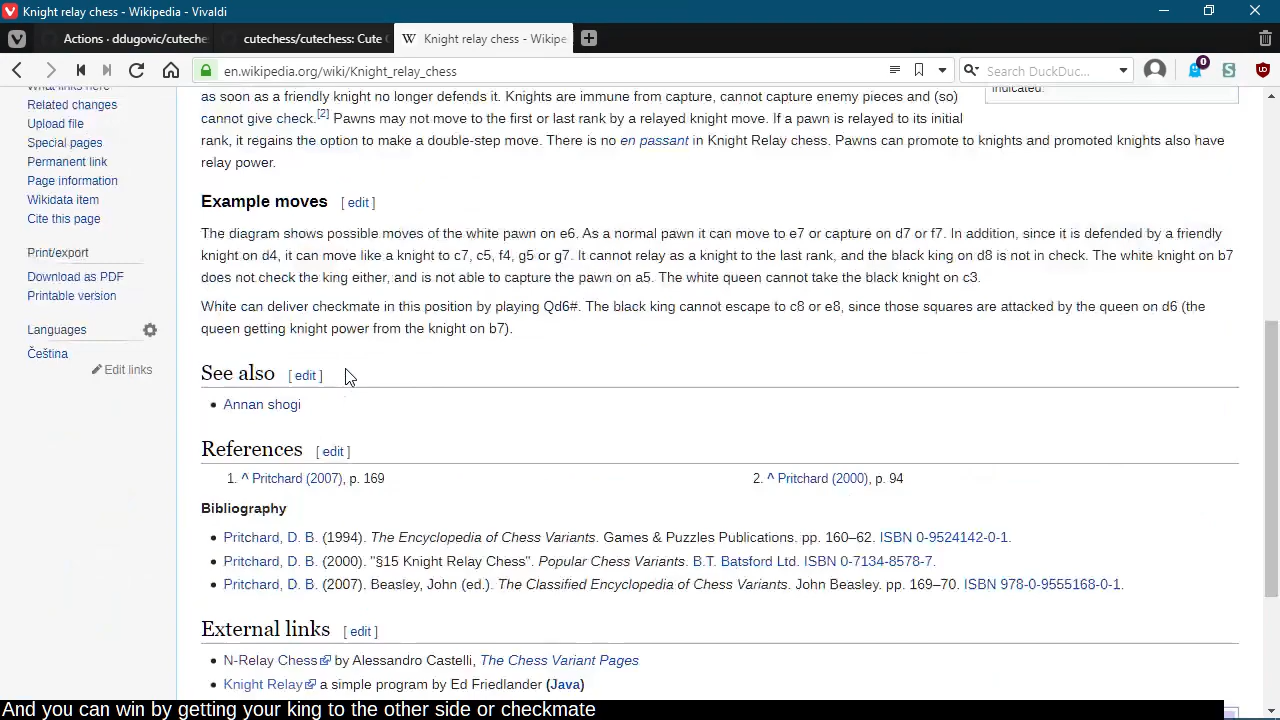 Knight relay chess - Wikipedia - Vivaldi
Actions · ddugovic/cuteche
cutechess/cutechess: Cute
Knight relay chess - Wikipe
en.wikipedia.org/wiki/Knight_relay_chess
Search DuckDuc...
0
Related changes
Upload file
Special pages
Permanent link
Page information
Wikidata item
Cite this page
Print/export
Download as PDF
Printable version
Languages
Čeština
Edit links
as soon as a friendly knight no longer defends it. Knights are immune from capture, cannot capture enemy pieces and (so)
indicated.
cannot give check.[2] Pawns may not move to the first or last rank by a relayed knight move. If a pawn is relayed to its initial
rank, it regains the option to make a double-step move. There is no en passant in Knight Relay chess. Pawns can promote to knights and promoted knights also have
relay power.
Example moves [ edit ]
The diagram shows possible moves of the white pawn on e6. As a normal pawn it can move to e7 or capture on d7 or f7. In addition, since it is defended by a friendly
knight on d4, it can move like a knight to c7, c5, f4, g5 or g7. It cannot relay as a knight to the last rank, and the black king on d8 is not in check. The white knight on b7
does not check the king either, and is not able to capture the pawn on a5. The white queen cannot take the black knight on c3.
White can deliver checkmate in this position by playing Qd6#. The black king cannot escape to c8 or e8, since those squares are attacked by the queen on d6 (the
queen getting knight power from the knight on b7).
See also [ edit ]
• Annan shogi
References [ edit ]
1. ^ Pritchard (2007), p. 169
2. ^ Pritchard (2000), p. 94
Bibliography
• Pritchard, D. B. (1994). The Encyclopedia of Chess Variants. Games & Puzzles Publications. pp. 160–62. ISBN 0-9524142-0-1.
• Pritchard, D. B. (2000). "§15 Knight Relay Chess". Popular Chess Variants. B.T. Batsford Ltd. ISBN 0-7134-8578-7.
• Pritchard, D. B. (2007). Beasley, John (ed.). The Classified Encyclopedia of Chess Variants. John Beasley. pp. 169–70. ISBN 978-0-9555168-0-1.
External links [ edit ]
• N-Relay Chess by Alessandro Castelli, The Chess Variant Pages
• Knight Relay a simple program by Ed Friedlander (Java)
And you can win by getting your king to the other side or checkmate